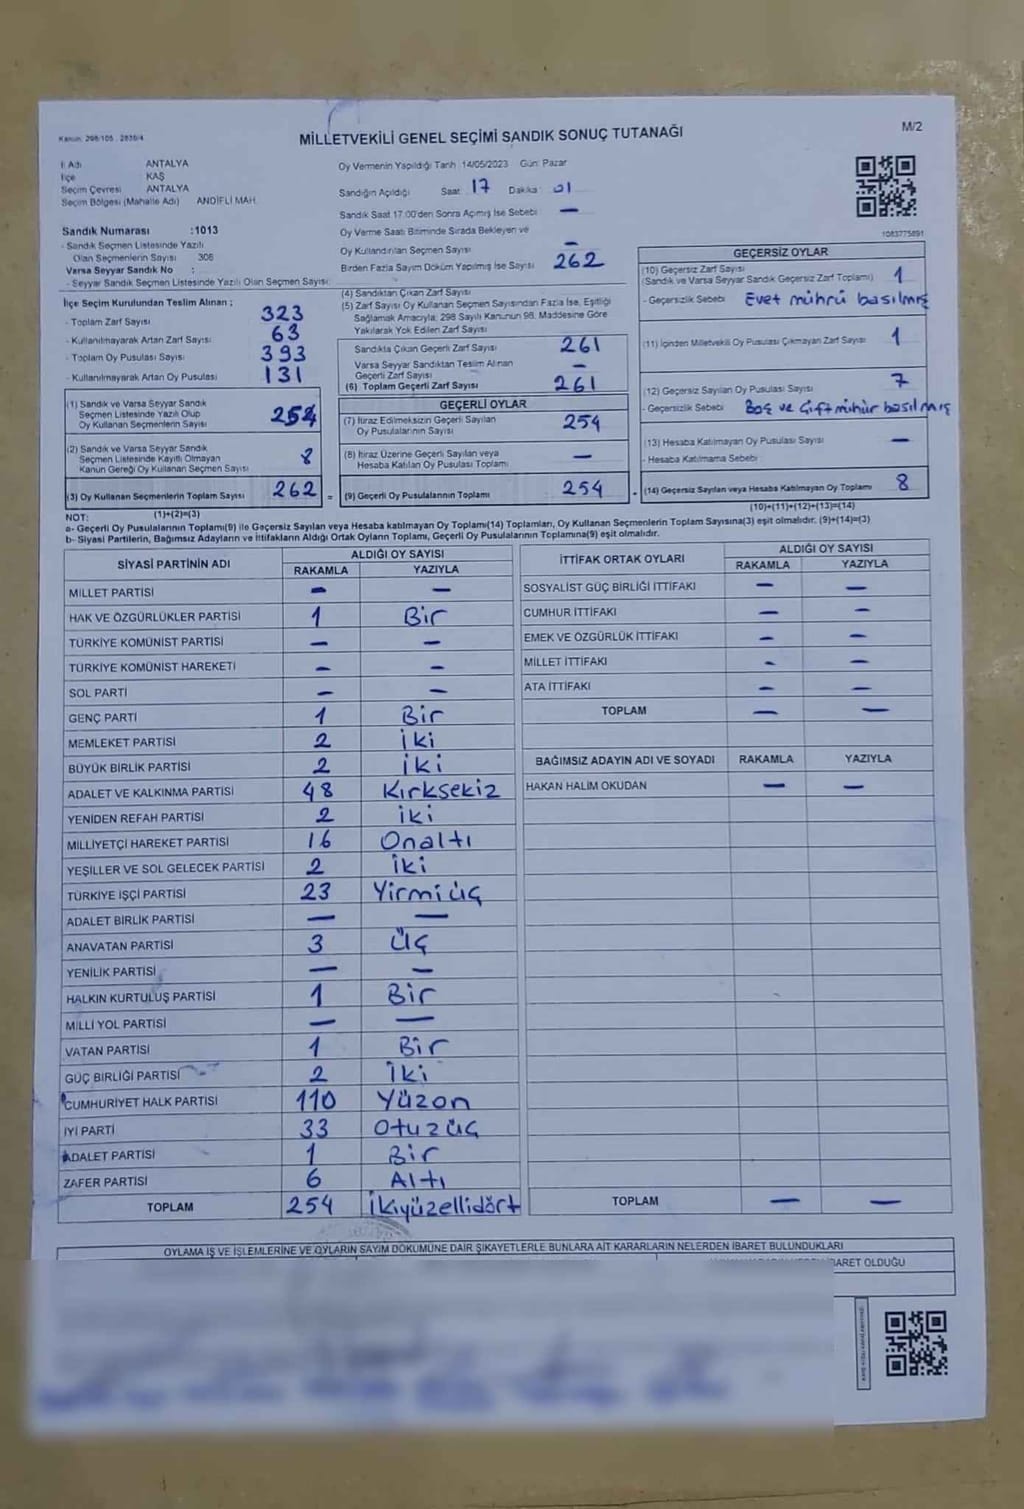 Kanun: 298/105 - 2839/4
MİLLETVEKİLİ GENEL SEÇİMİ SANDIK SONUÇ TUTANAĞI
M/2
İl Adı ANTALYA
İlçe KAŞ
Seçim Çevresi ANTALYA
Seçim Bölgesi (Mahalle Adı) ANDİFLİ MAH.
Sandık Numarası :1013
- Sandık Seçmen Listesinde Yazılı
Olan Seçmenlerin Sayısı 306
Varsa Seyyar Sandık No :
- Seyyar Seçmen Listesinde Yazılı Olan Seçmen Sayısı:
Oy Vermenin Yapıldığı Tarih 14/05/2023 Gün: Pazar
Sandığın Açıldığı Saat: 17 Dakika: 01
Sandık Saat 17.00'den Sonra Açılmış İse Sebebi —
Oy Verme Saati Bitiminde Sırada Bekleyen ve
Oy Kullandırılan Seçmen Sayısı —
Birden Fazla Sayım Döküm Yapılmış İse Sayısı
1083775891
İlçe Seçim Kurulundan Teslim Alınan ;
- Toplam Zarf Sayısı 323
- Kullanılmayarak Artan Zarf Sayısı 63
- Toplam Oy Pusulası Sayısı 393
- Kullanılmayarak Artan Oy Pusulası 131
(1) Sandık ve Varsa Seyyar Sandık
Seçmen Listesinde Yazılı Olup
Oy Kullanan Seçmenlerin Sayısı 254
(2) Sandık ve Varsa Seyyar Sandık
Seçmen Listesinde Kayıtlı Olmayan
Kanun Gereği Oy Kullanan Seçmen Sayısı 8
(3) Oy Kullanan Seçmenlerin Toplam Sayısı 262 =
(1)+(2)=(3)
(4) Sandıktan Çıkan Zarf Sayısı 262
(5) Zarf Sayısı Oy Kullanan Seçmen Sayısından Fazla İse, Eşitliği
Sağlamak Amacıyla; 298 Sayılı Kanunun 98. Maddesine Göre
Yakılarak Yok Edilen Zarf Sayısı
Sandıkta Çıkan Geçerli Zarf Sayısı 261
Varsa Seyyar Sandıktan Teslim Alınan
Geçerli Zarf Sayısı —
(6) Toplam Geçerli Zarf Sayısı 261
GEÇERLİ OYLAR
(7) İtiraz Edilmeksizin Geçerli Sayılan
Oy Pusulalarının Sayısı 254
(8) İtiraz Üzerine Geçerli Sayılan veya
Hesaba Katılan Oy Pusulası Toplamı —
(9) Geçerli Oy Pusulalarının Toplamı 254
GEÇERSİZ OYLAR
(10) Geçersiz Zarf Sayısı
(Sandık ve Varsa Seyyar Sandık Geçersiz Zarf Toplamı) 1
- Geçersizlik Sebebi Evet mührü basılmış
(11) İçinden Milletvekili Oy Pusulası Çıkmayan Zarf Sayısı 1
(12) Geçersiz Sayılan Oy Pusulası Sayısı 7
- Geçersizlik Sebebi Boş ve Çift mühür basılmış
(13) Hesaba Katılmayan Oy Pusulası Sayısı —
- Hesaba Katılmama Sebebi
(14) Geçersiz Sayılan veya Hesaba Katılmayan Oy Toplamı 8
(10)+(11)+(12)+(13)=(14)
NOT:
a- Geçerli Oy Pusulalarının Toplamı(9) ile Geçersiz Sayılan veya Hesaba katılmayan Oy Toplamı(14) Toplamları, Oy Kullanan Seçmenlerin Toplam Sayısına(3) eşit olmalıdır. (9)+(14)=(3)
b- Siyasi Partilerin, Bağımsız Adayların ve İttifakların Aldığı Ortak Oyların Toplamı, Geçerli Oy Pusulalarının Toplamına(9) eşit olmalıdır.
SİYASİ PARTİNİN ADI ALDIĞI OY SAYISI
RAKAMLA YAZIYLA
MİLLET PARTİSİ — —
HAK VE ÖZGÜRLÜKLER PARTİSİ 1 Bir
TÜRKİYE KOMÜNİST PARTİSİ — —
TÜRKİYE KOMÜNİST HAREKETİ — —
SOL PARTİ — —
GENÇ PARTİ 1 Bir
MEMLEKET PARTİSİ 2 İki
BÜYÜK BİRLİK PARTİSİ 2 İki
ADALET VE KALKINMA PARTİSİ 48 Kırksekiz
YENİDEN REFAH PARTİSİ 2 İki
MİLLİYETÇİ HAREKET PARTİSİ 16 Onaltı
YEŞİLLER VE SOL GELECEK PARTİSİ 2 İki
TÜRKİYE İŞÇİ PARTİSİ 23 Yirmiüç
ADALET BİRLİK PARTİSİ — —
ANAVATAN PARTİSİ 3 Üç
YENİLİK PARTİSİ — —
HALKIN KURTULUŞ PARTİSİ 1 Bir
MİLLİ YOL PARTİSİ — —
VATAN PARTİSİ 1 Bir
GÜÇ BİRLİĞİ PARTİSİ 2 İki
CUMHURİYET HALK PARTİSİ 110 Yüzon
İYİ PARTİ 33 Otuzüç
ADALET PARTİSİ 1 Bir
ZAFER PARTİSİ 6 Altı
TOPLAM 254 İkiyüzellidört
İTTİFAK ORTAK OYLARI ALDIĞI OY SAYISI
RAKAMLA YAZIYLA
SOSYALİST GÜÇ BİRLİĞİ İTTİFAKI — —
CUMHUR İTTİFAKI — —
EMEK VE ÖZGÜRLÜK İTTİFAKI — —
MİLLET İTTİFAKI — —
ATA İTTİFAKI — —
TOPLAM — —
BAĞIMSIZ ADAYIN ADI VE SOYADI RAKAMLA YAZIYLA
HAKAN HALİM OKUDAN — —
TOPLAM — —
OYLAMA İŞ VE İŞLEMLERİNE VE OYLARIN SAYIM DÖKÜMÜNE DAİR ŞİKAYETLERLE BUNLARA AİT KARARLARIN NELERDEN İBARET BULUNDUKLARI
İBARET OLDUĞU